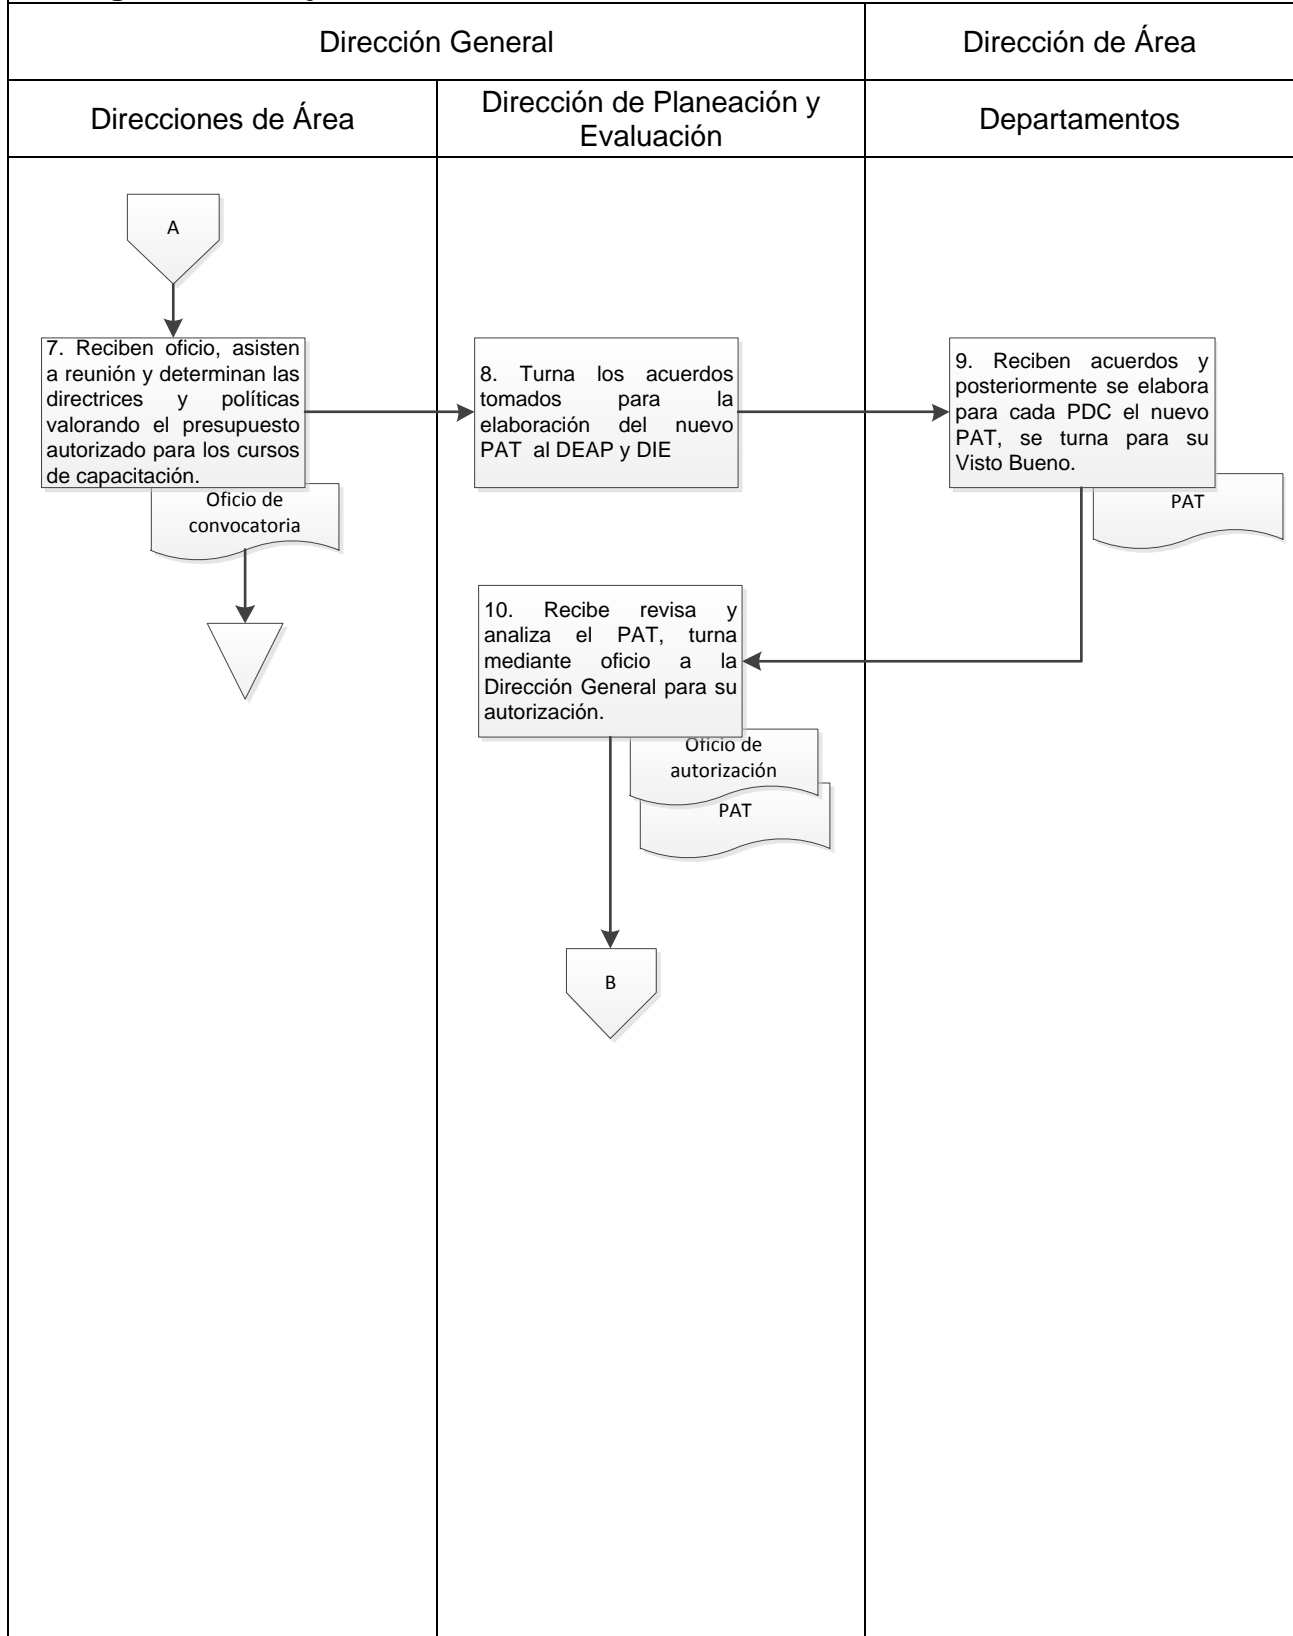 Dirección General
Dirección de Área
Direcciones de Área
Dirección de Planeación y
Evaluación
Departamentos
A
7. Reciben oficio, asisten
a reunión y determinan las
directrices y políticas
valorando el presupuesto
autorizado para los cursos
de capacitación.
Oficio de
convocatoria
8. Turna los acuerdos
tomados para la
elaboración del nuevo
PAT al DEAP y DIE
9. Reciben acuerdos y
posteriormente se elabora
para cada PDC el nuevo
PAT, se turna para su
Visto Bueno.
PAT
10. Recibe revisa y
analiza el PAT, turna
mediante oficio a la
Dirección General para su
autorización.
Oficio de
autorización
PAT
B